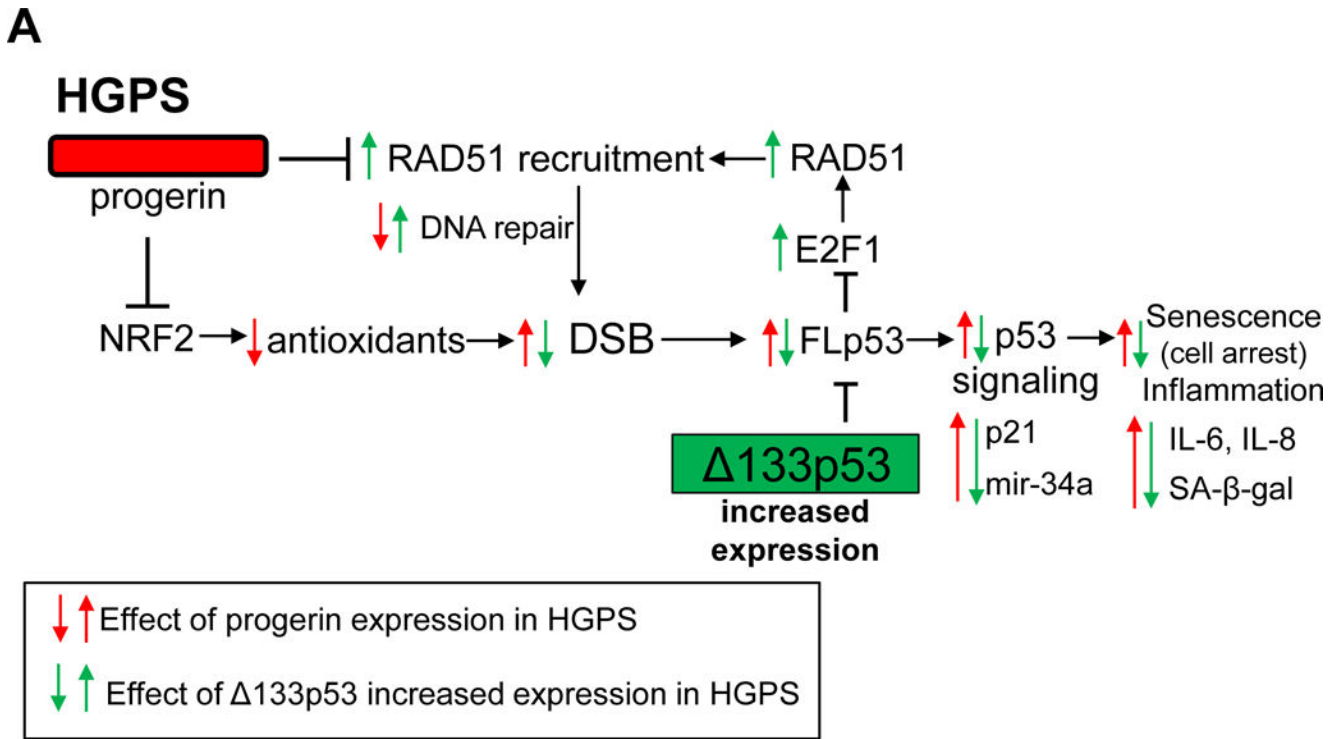 A
HGPS
progerin
RAD51 recruitment
RAD51
DNA repair
E2F1
NRF2
antioxidants
DSB
FLp53
p53
signaling
Senescence
(cell arrest)
Inflammation
p21
mir-34a
IL-6, IL-8
SA-β-gal
Δ133p53
increased
expression
Effect of progerin expression in HGPS
Effect of Δ133p53 increased expression in HGPS